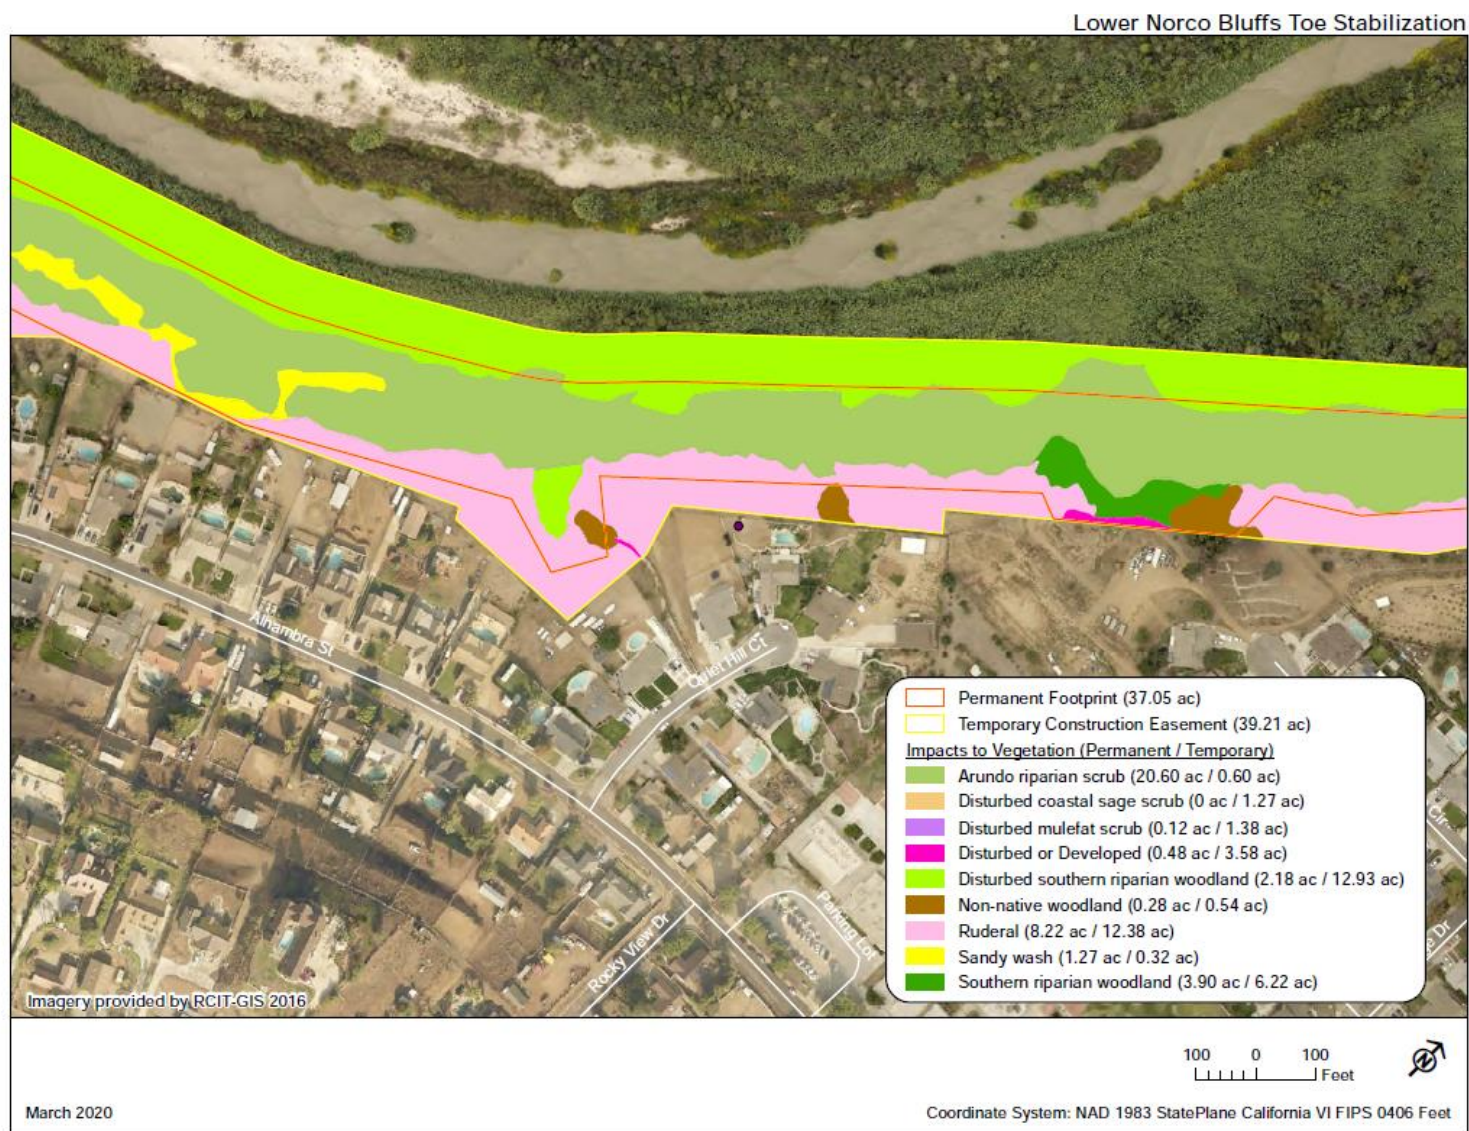 Lower Norco Bluffs Toe Stabilization
Alhambra St
Quiet Hill Ct
Rocky View Dr
Parking Lot
Permanent Footprint (37.05 ac)
Temporary Construction Easement (39.21 ac)
Impacts to Vegetation (Permanent / Temporary)
Arundo riparian scrub (20.60 ac / 0.60 ac)
Disturbed coastal sage scrub (0 ac / 1.27 ac)
Disturbed mulefat scrub (0.12 ac / 1.38 ac)
Disturbed or Developed (0.48 ac / 3.58 ac)
Disturbed southern riparian woodland (2.18 ac / 12.93 ac)
Non-native woodland (0.28 ac / 0.54 ac)
Ruderal (8.22 ac / 12.38 ac)
Sandy wash (1.27 ac / 0.32 ac)
Southern riparian woodland (3.90 ac / 6.22 ac)
Cir
Dr
Imagery provided by RCIT-GIS 2016
100 0 100
Feet
N
March 2020
Coordinate System: NAD 1983 StatePlane California VI FIPS 0406 Feet